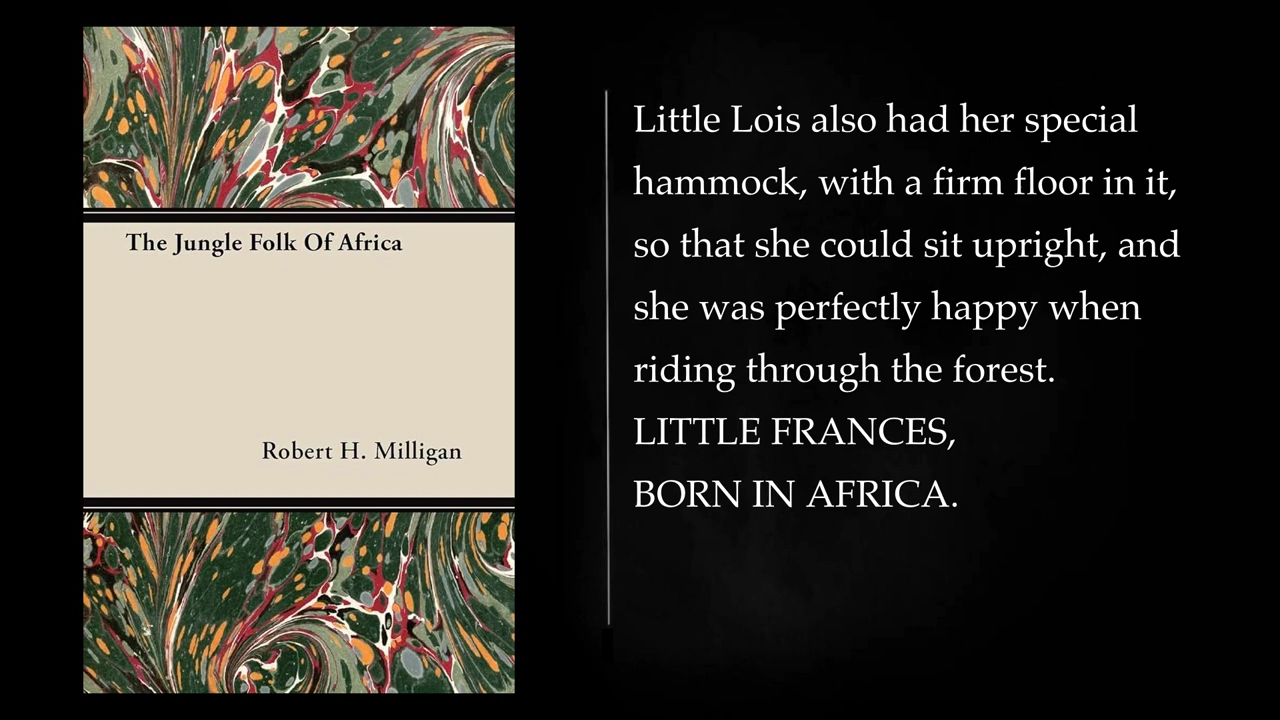 The Jungle Folk Of Africa
Robert H. Milligan
Little Lois also had her special
hammock, with a firm floor in it,
so that she could sit upright, and
she was perfectly happy when
riding through the forest.
LITTLE FRANCES,
BORN IN AFRICA.